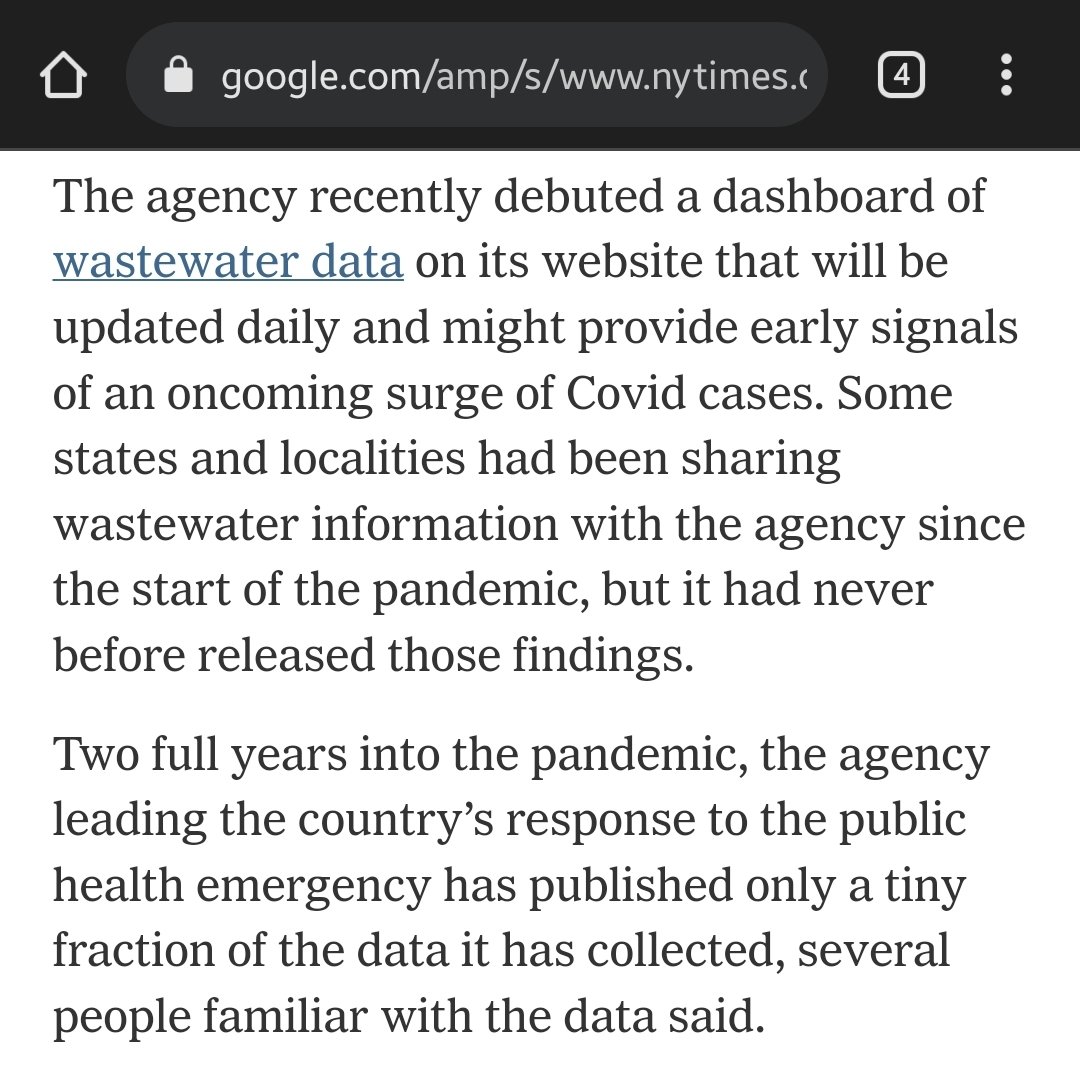 google.com/amp/s/www.nytimes.c
4
The agency recently debuted a dashboard of
wastewater data on its website that will be
updated daily and might provide early signals
of an oncoming surge of Covid cases. Some
states and localities had been sharing
wastewater information with the agency since
the start of the pandemic, but it had never
before released those findings.
Two full years into the pandemic, the agency
leading the country’s response to the public
health emergency has published only a tiny
fraction of the data it has collected, several
people familiar with the data said.